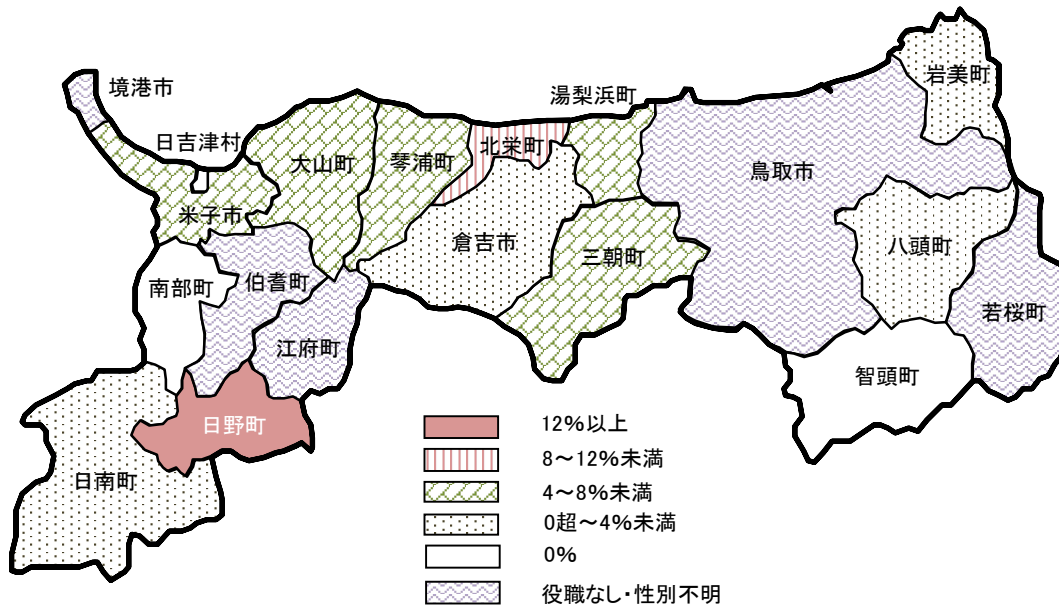 岩美町
境港市
湯梨浜町
日吉津村
北栄町
大山町
琴浦町
鳥取市
米子市
倉吉市
三朝町
八頭町
南部町
伯耆町
若桜町
江府町
智頭町
日野町
日南町
12%以上
8～12%未満
4～8%未満
0超～4%未満
0%
役職なし・性別不明